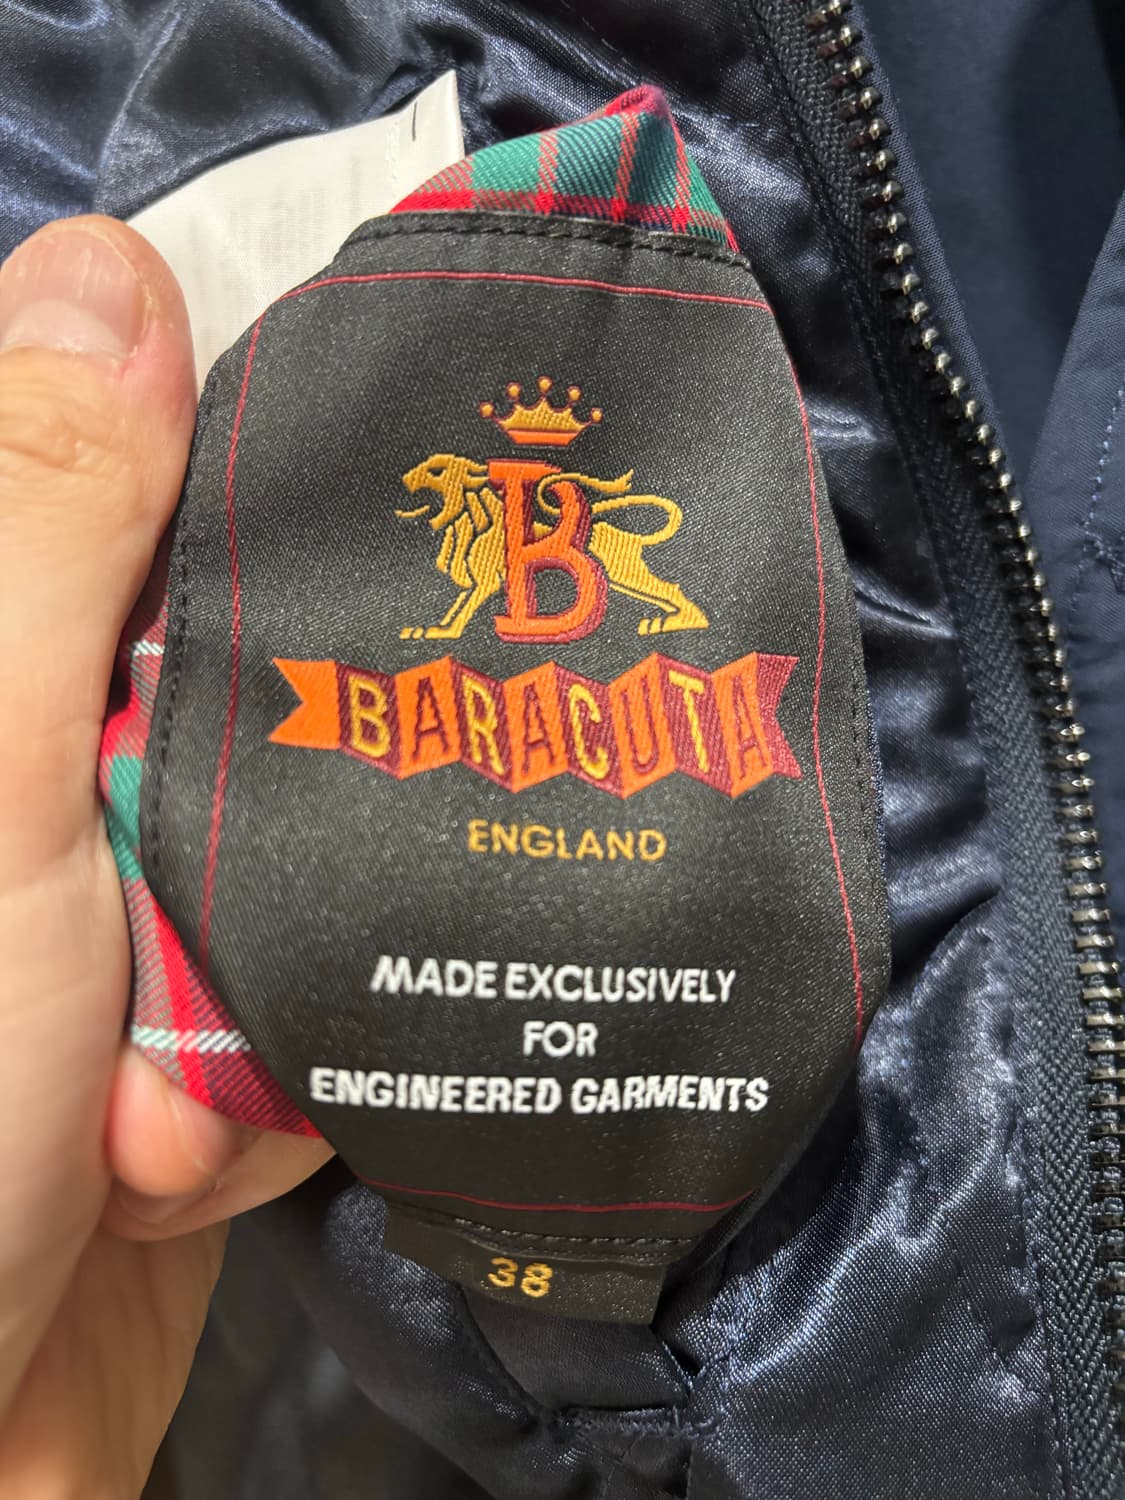 B
BARACUTA
ENGLAND
MADE EXCLUSIVELY
FOR
ENGINEERED GARMENTS
38